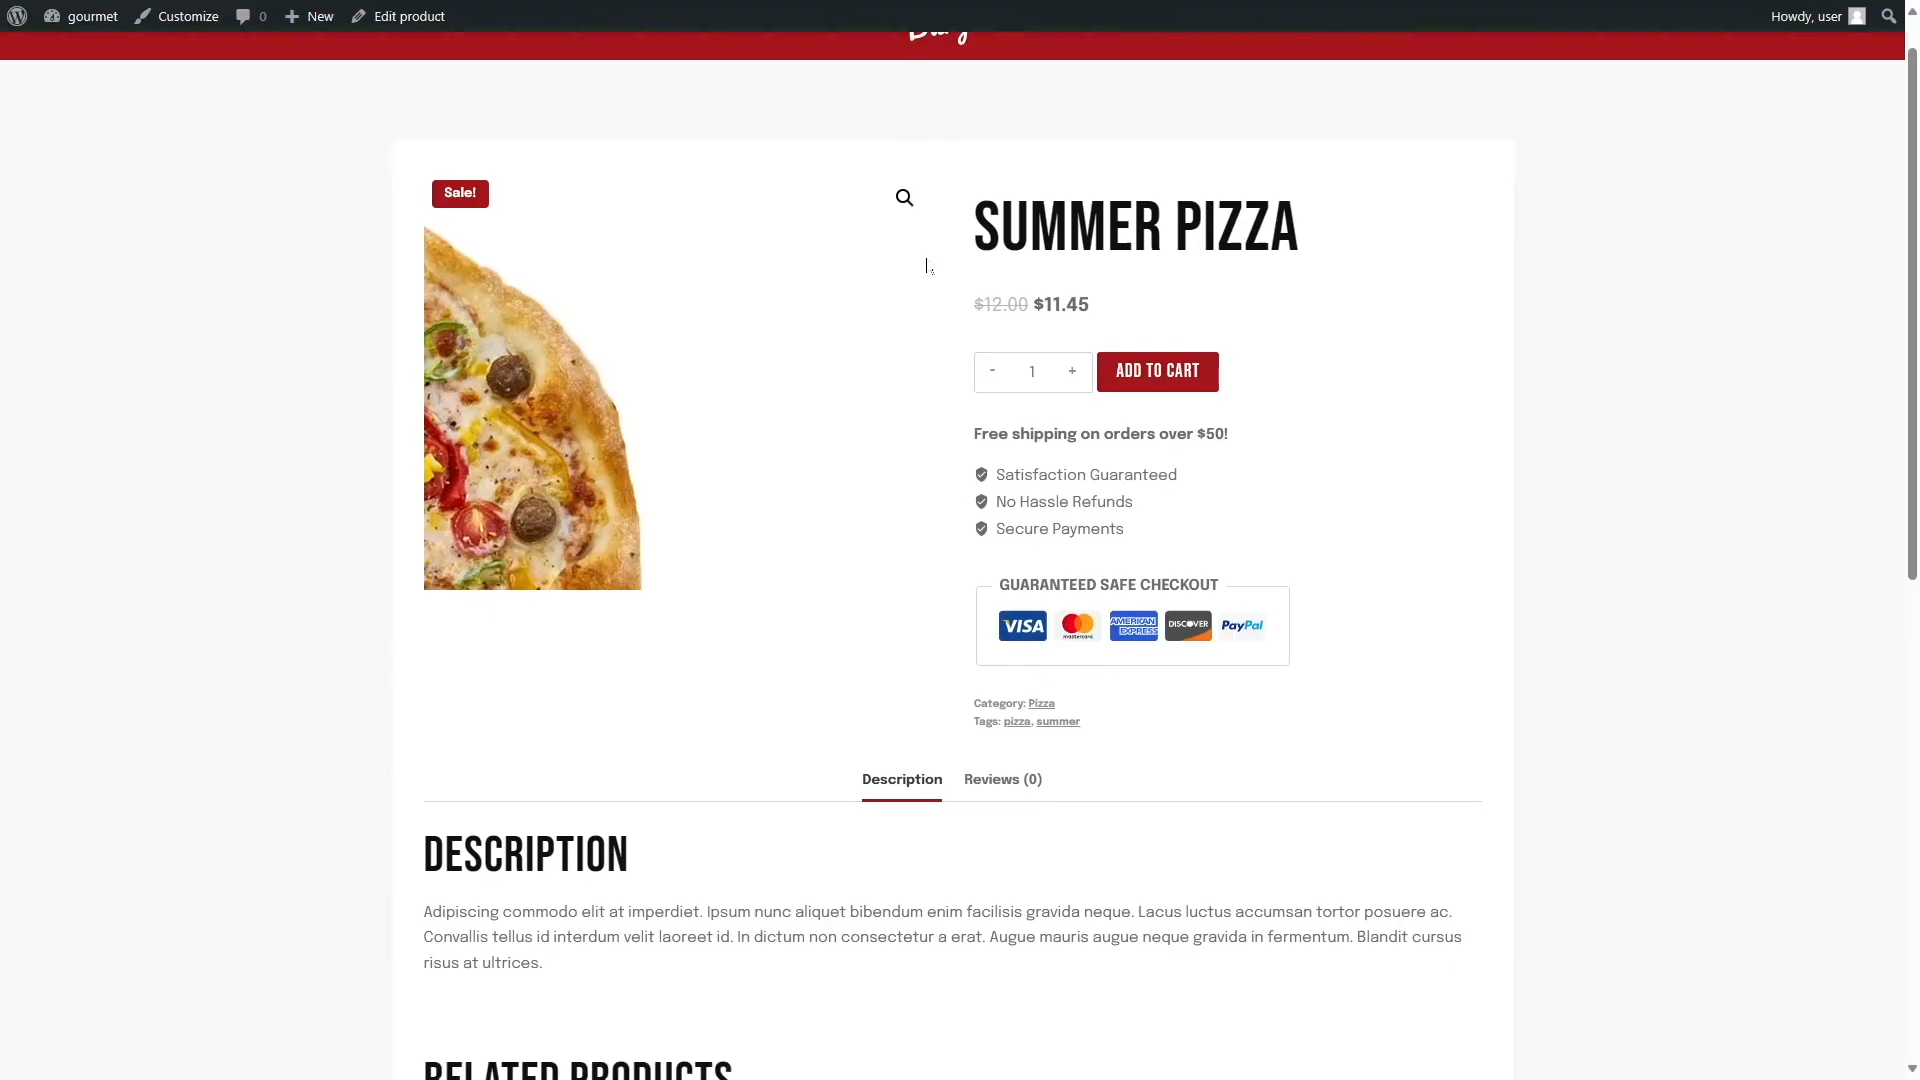 gourmet Customize 0 New Edit product Howdy, user
Sale!
SUMMER PIZZA
$12.00 $11.45
- 1 + ADD TO CART
Free shipping on orders over $50!
Satisfaction Guaranteed
No Hassle Refunds
Secure Payments
GUARANTEED SAFE CHECKOUT
VISA mastercard AMERICAN EXPRESS DISCOVER PayPal
Category: Pizza
Tags: pizza, summer
Description Reviews (0)
DESCRIPTION
Adipiscing commodo elit at imperdiet. Ipsum nunc aliquet bibendum enim facilisis gravida neque. Lacus luctus accumsan tortor posuere ac.
Convallis tellus id interdum velit laoreet id. In dictum non consectetur a erat. Augue mauris augue neque gravida in fermentum. Blandit cursus
risus at ultrices.
RELATED PRODUCTS